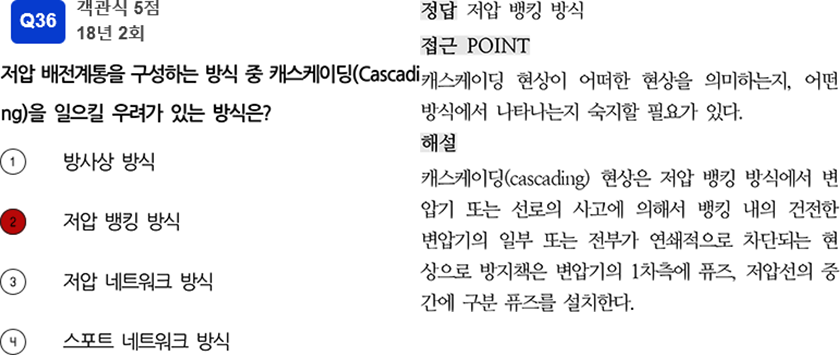 Q36
객관식 5점
18년 2회
저압 배전계통을 구성하는 방식 중 캐스케이딩(Cascadi
ng)을 일으킬 우려가 있는 방식은?
1 방사상 방식
2 저압 뱅킹 방식
3 저압 네트워크 방식
4 스포트 네트워크 방식
정답 저압 뱅킹 방식
접근 POINT
캐스케이딩 현상이 어떠한 현상을 의미하는지, 어떤
방식에서 나타나는지 숙지할 필요가 있다.
해설
캐스케이딩(cascading) 현상은 저압 뱅킹 방식에서 변
압기 또는 선로의 사고에 의해서 뱅킹 내의 건전한
변압기의 일부 또는 전부가 연쇄적으로 차단되는 현
상으로 방지책은 변압기의 1차측에 퓨즈, 저압선의 중
간에 구분 퓨즈를 설치한다.